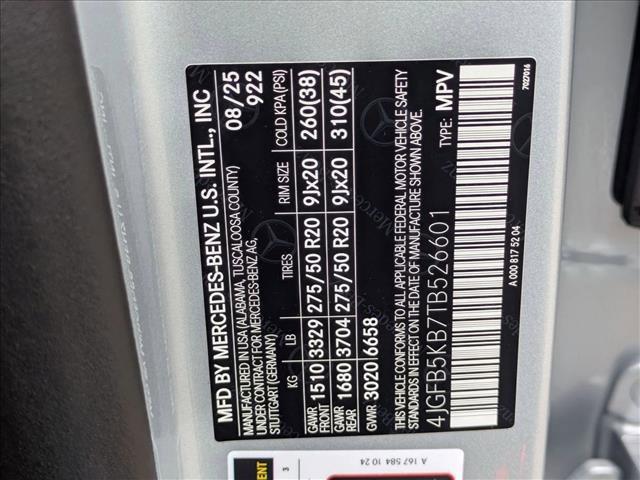 MFD BY MERCEDES-BENZ U.S. INTL., INC
MANUFACTURED IN USA (ALABAMA, TUSCALOOSA COUNTY) 08/25
UNDER CONTRACT FOR MERCEDES-BENZ AG, 922
STUTTGART (GERMANY)
KG LB TIRES RIM SIZE COLD KPA (PSI)
GAWR FRONT 1510 3329 275/50 R20 9Jx20 260(38)
GAWR REAR 1680 3704 275/50 R20 9Jx20 310(45)
GVWR 3020 6658
THIS VEHICLE CONFORMS TO ALL APPLICABLE FEDERAL MOTOR VEHICLE SAFETY
STANDARDS IN EFFECT ON THE DATE OF MANUFACTURE SHOWN ABOVE.
4JGFB5KB7TB526601 TYPE: MPV
A 000 817 52 04 7027016
A 167 584 10 24